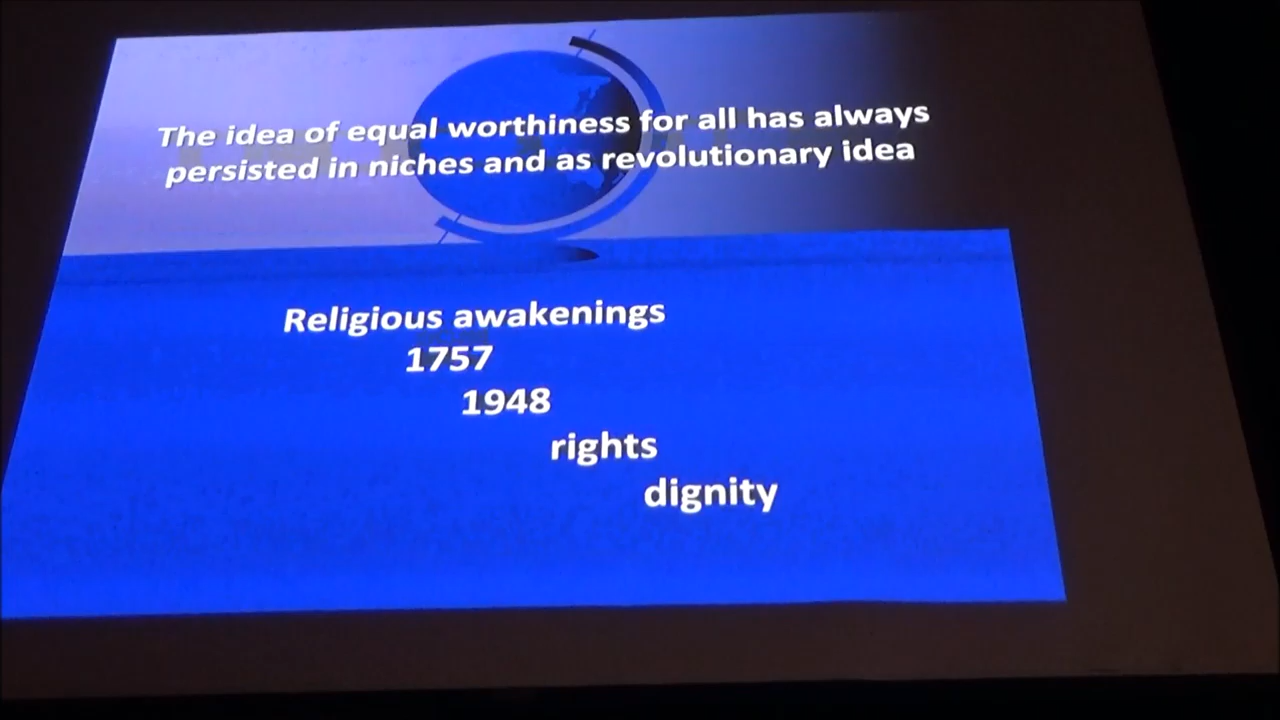 The idea of equal worthiness for all has always
persisted in niches and as revolutionary idea
Religious awakenings
1757
1948
rights
dignity